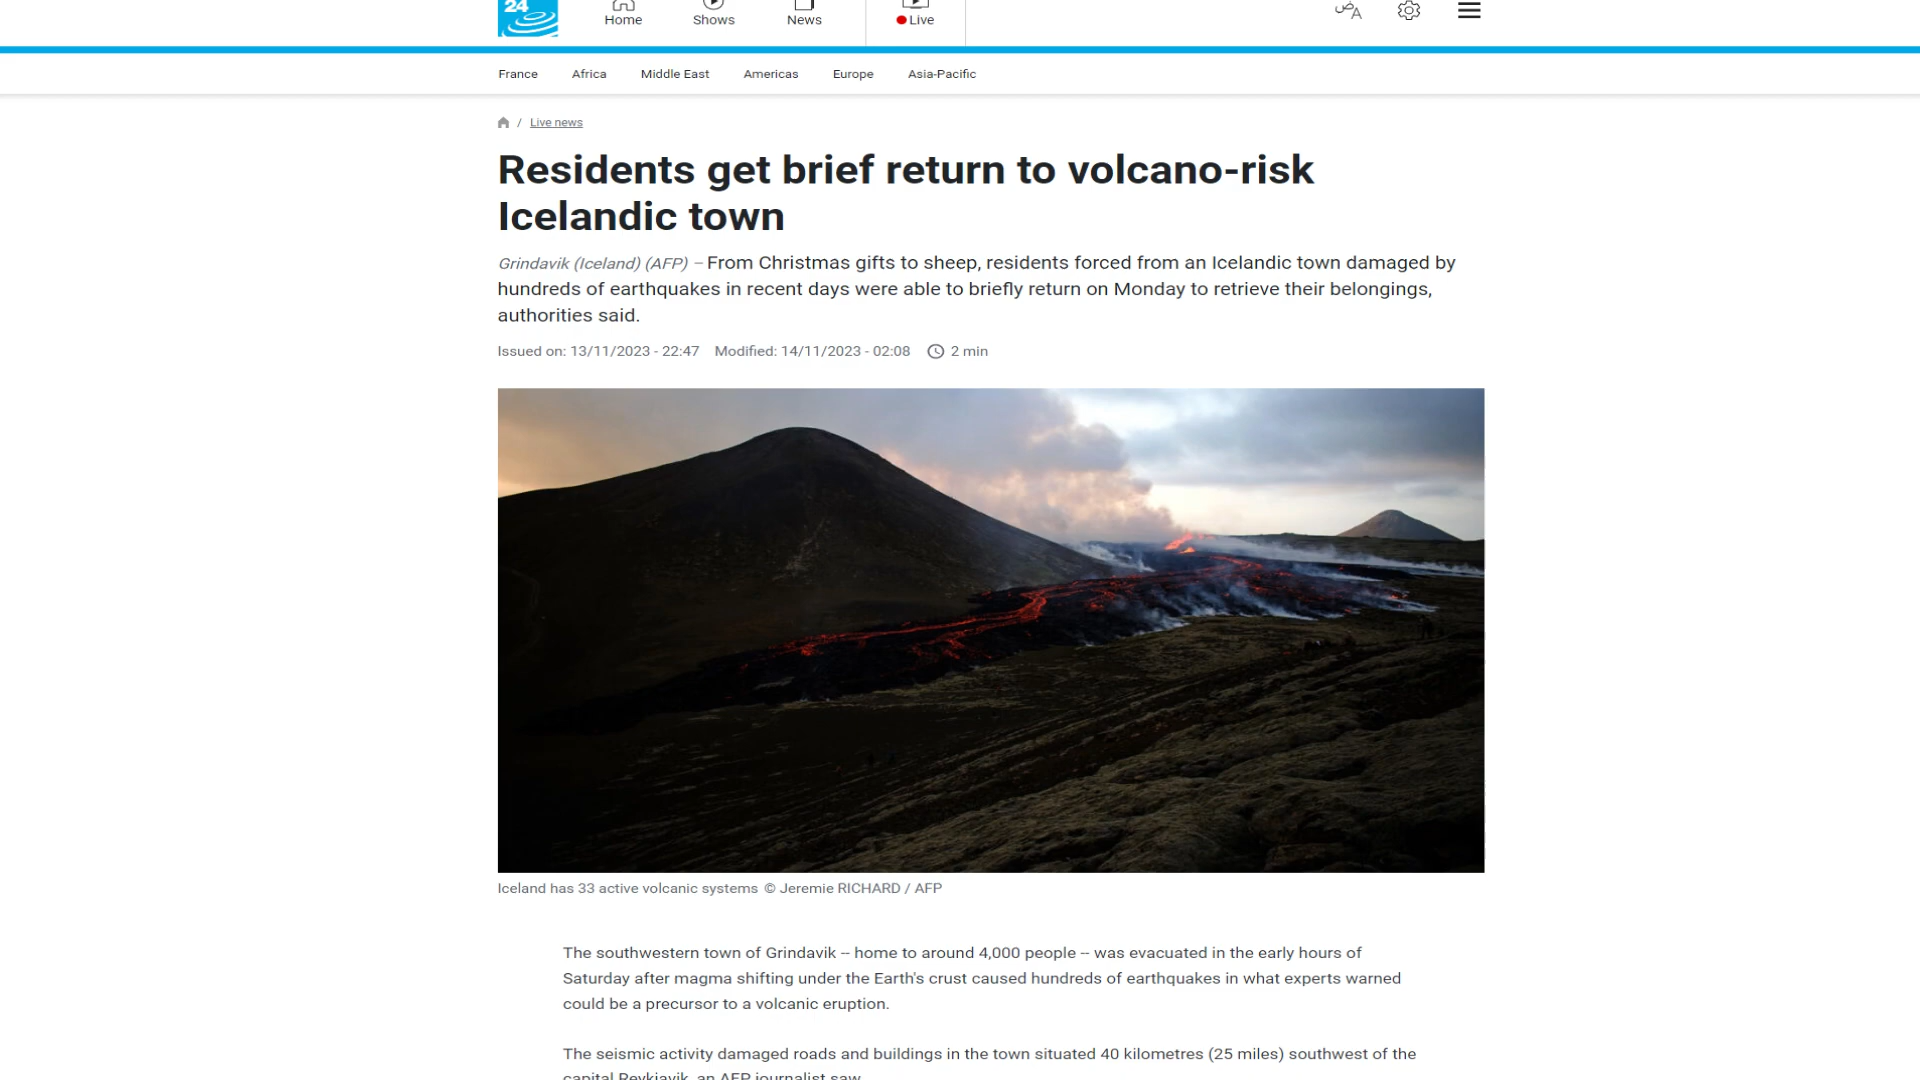 24
Home
Shows
News
Live
ضA
France
Africa
Middle East
Americas
Europe
Asia-Pacific
/ Live news
Residents get brief return to volcano-risk
Icelandic town
Grindavik (Iceland) (AFP) – From Christmas gifts to sheep, residents forced from an Icelandic town damaged by
hundreds of earthquakes in recent days were able to briefly return on Monday to retrieve their belongings,
authorities said.
Issued on: 13/11/2023 - 22:47 Modified: 14/11/2023 - 02:08 2 min
Iceland has 33 active volcanic systems © Jeremie RICHARD / AFP
The southwestern town of Grindavik -- home to around 4,000 people -- was evacuated in the early hours of
Saturday after magma shifting under the Earth's crust caused hundreds of earthquakes in what experts warned
could be a precursor to a volcanic eruption.
The seismic activity damaged roads and buildings in the town situated 40 kilometres (25 miles) southwest of the
capital Reykjavik, an AFP journalist saw.